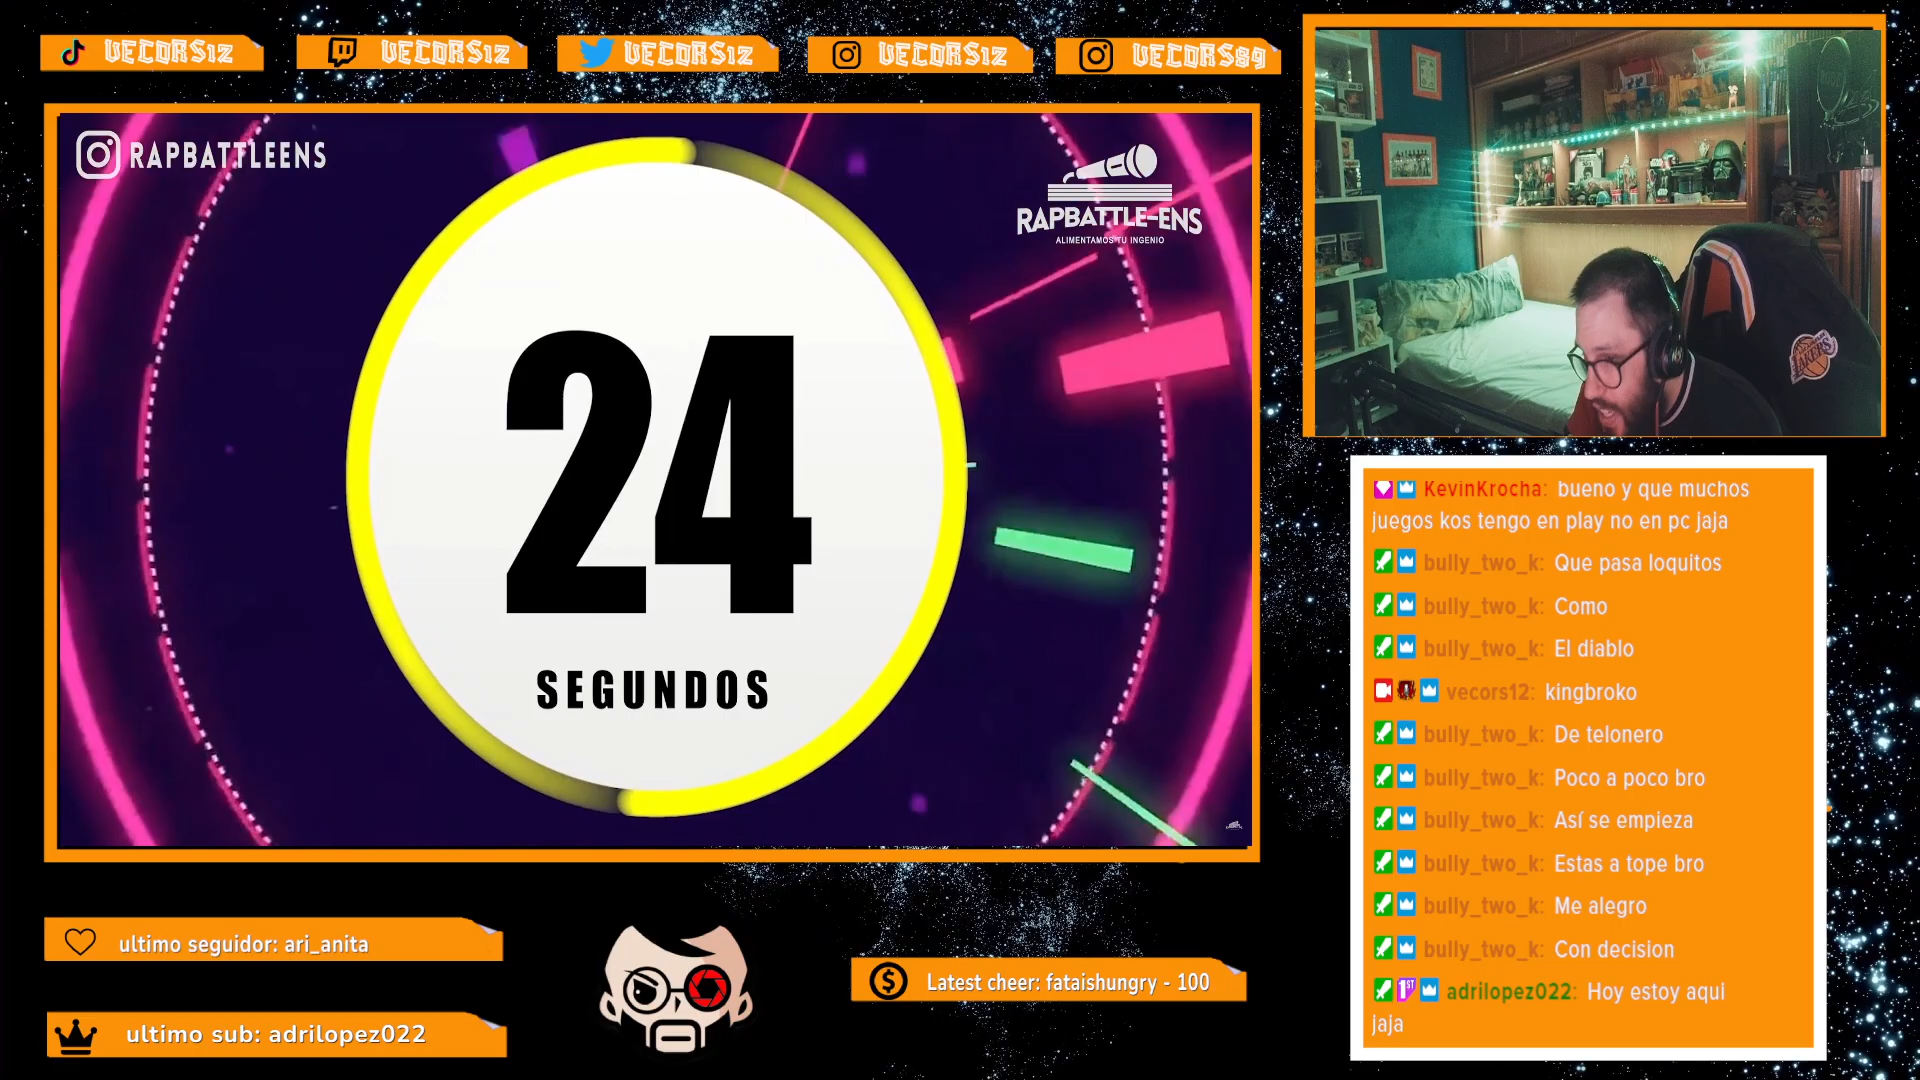 VECORS12
VECORS12
VECORS12
VECORS12
VECORS89
RAPBATTLEENS
RAPBATTLE-ENS
ALIMENTAMOS TU INGENIO
24
SEGUNDOS
LAKERS
KevinKrocha: bueno y que muchos
juegos kos tengo en play no en pc jaja
bully_two_k: Que pasa loquitos
bully_two_k: Como
bully_two_k: El diablo
vecors12: kingbroko
bully_two_k: De telonero
bully_two_k: Poco a poco bro
bully_two_k: Así se empieza
bully_two_k: Estas a tope bro
bully_two_k: Me alegro
bully_two_k: Con decision
1ST adrilopez022: Hoy estoy aqui
jaja
ultimo seguidor: ari_anita
ultimo sub: adrilopez022
Latest cheer: fataishungry - 100